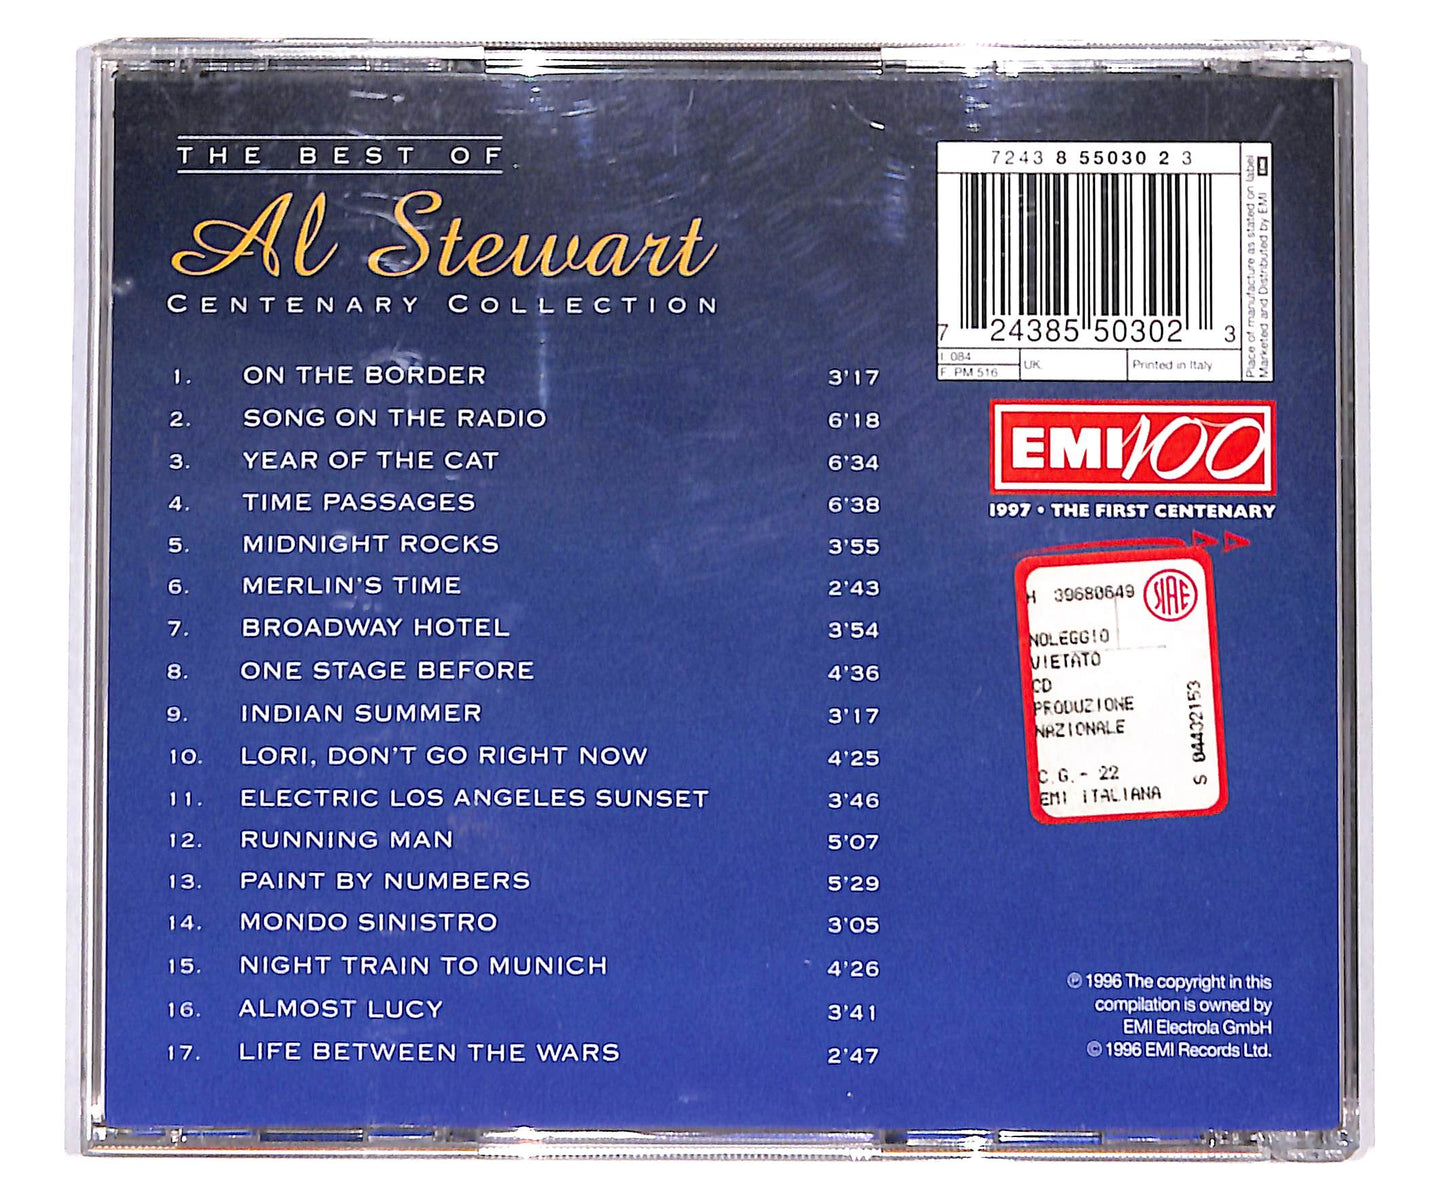 THE BEST OF
Al Stewart
CENTENARY COLLECTION
1. ON THE BORDER 3'17
2. SONG ON THE RADIO 6'18
3. YEAR OF THE CAT 6'34
4. TIME PASSAGES 6'38
5. MIDNIGHT ROCKS 3'55
6. MERLIN'S TIME 2'43
7. BROADWAY HOTEL 3'54
8. ONE STAGE BEFORE 4'36
9. INDIAN SUMMER 3'17
10. LORI, DON'T GO RIGHT NOW 4'25
11. ELECTRIC LOS ANGELES SUNSET 3'46
12. RUNNING MAN 5'07
13. PAINT BY NUMBERS 5'29
14. MONDO SINISTRO 3'05
15. NIGHT TRAIN TO MUNICH 4'26
16. ALMOST LUCY 3'41
17. LIFE BETWEEN THE WARS 2'47
7243 8 55030 2 3
7 24385 50302 3
I. 084
F. PM 516
UK.
Printed in Italy
Place of manufacture as stated on label
Marketed and Distributed by EMI
EMI 100
1997 • THE FIRST CENTENARY
H 39680649
SIAE
NOLEGGIO
VIETATO
CD
PRODUZIONE
NAZIONALE
C.G.- 22
EMI ITALIANA
S 04432153
℗ 1996 The copyright in this
compilation is owned by
EMI Electrola GmbH
© 1996 EMI Records Ltd.